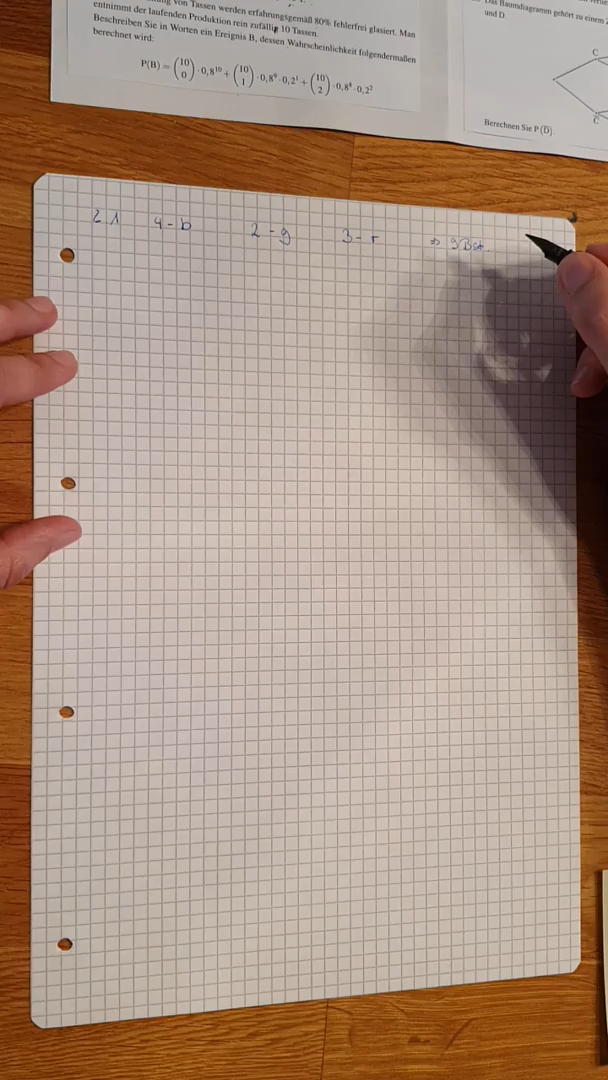 von Tassen werden erfahrungsgemäß 80% fehlerfrei glasiert. Man
entnimmt der laufenden Produktion rein zufällig 10 Tassen.
Beschreiben Sie in Worten ein Ereignis B, dessen Wahrscheinlichkeit folgendermaßen
berechnet wird:
P(B) = (10 0) · 0,8¹⁰ + (10 1) · 0,8⁹ · 0,2¹ + (10 2) · 0,8⁸ · 0,2²
Das Baumdiagramm gehört zu einem
und D.
C
C̅
Berechnen Sie P(D̅).
2.1 4-b 2-g 3-r ⇒ 9